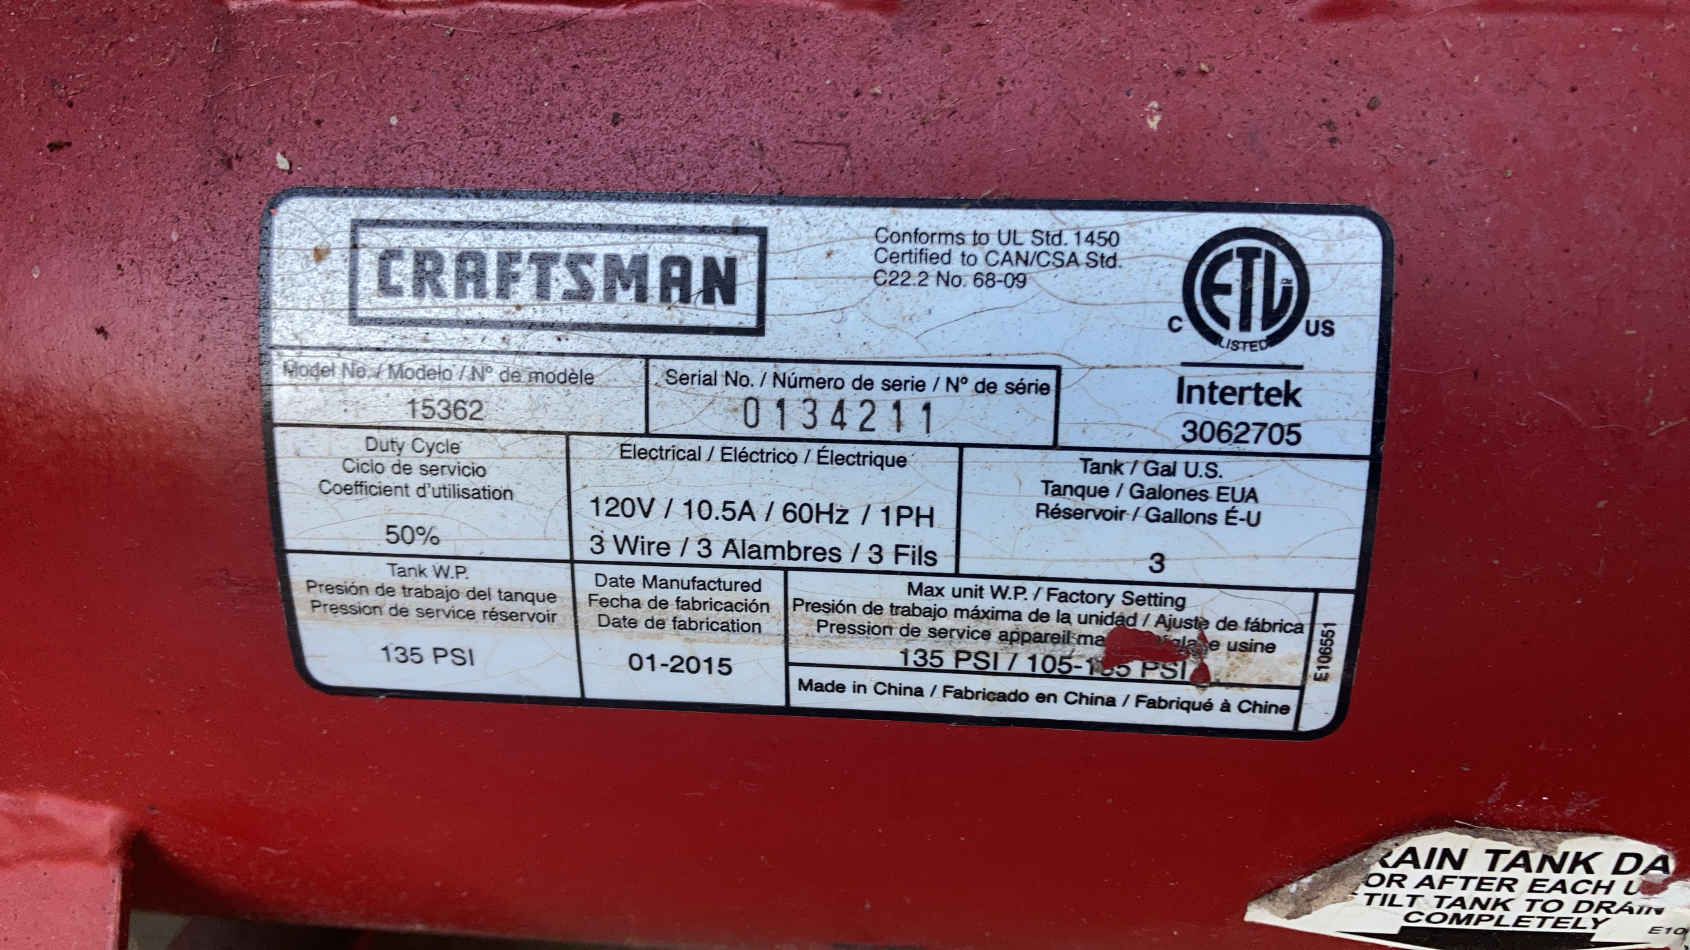 CRAFTSMAN
Conforms to UL Std. 1450
Certified to CAN/CSA Std.
C22.2 No. 68-09
ETL
C US
LISTED
Intertek
3062705
Model No. / Modelo / Nº de modèle
15362
Serial No. / Número de serie / Nº de série
0134211
Duty Cycle
Ciclo de servicio
Coefficient d'utilisation
50%
Electrical / Eléctrico / Électrique
120V / 10.5A / 60Hz / 1PH
3 Wire / 3 Alambres / 3 Fils
Tank / Gal U.S.
Tanque / Galones EUA
Réservoir / Gallons É-U
3
Tank W.P.
Presión de trabajo del tanque
Pression de service réservoir
135 PSI
Date Manufactured
Fecha de fabricación
Date de fabrication
01-2015
Max unit W.P. / Factory Setting
Presión de trabajo máxima de la unidad / Ajuste de fábrica
Pression de service appareil usine
135 PSI / 105-135 PSI
Made in China / Fabricado en China / Fabriqué à Chine
E106551
RAIN TANK DA
OR AFTER EACH U
TILT TANK TO DRAIN
COMPLETELY
E10